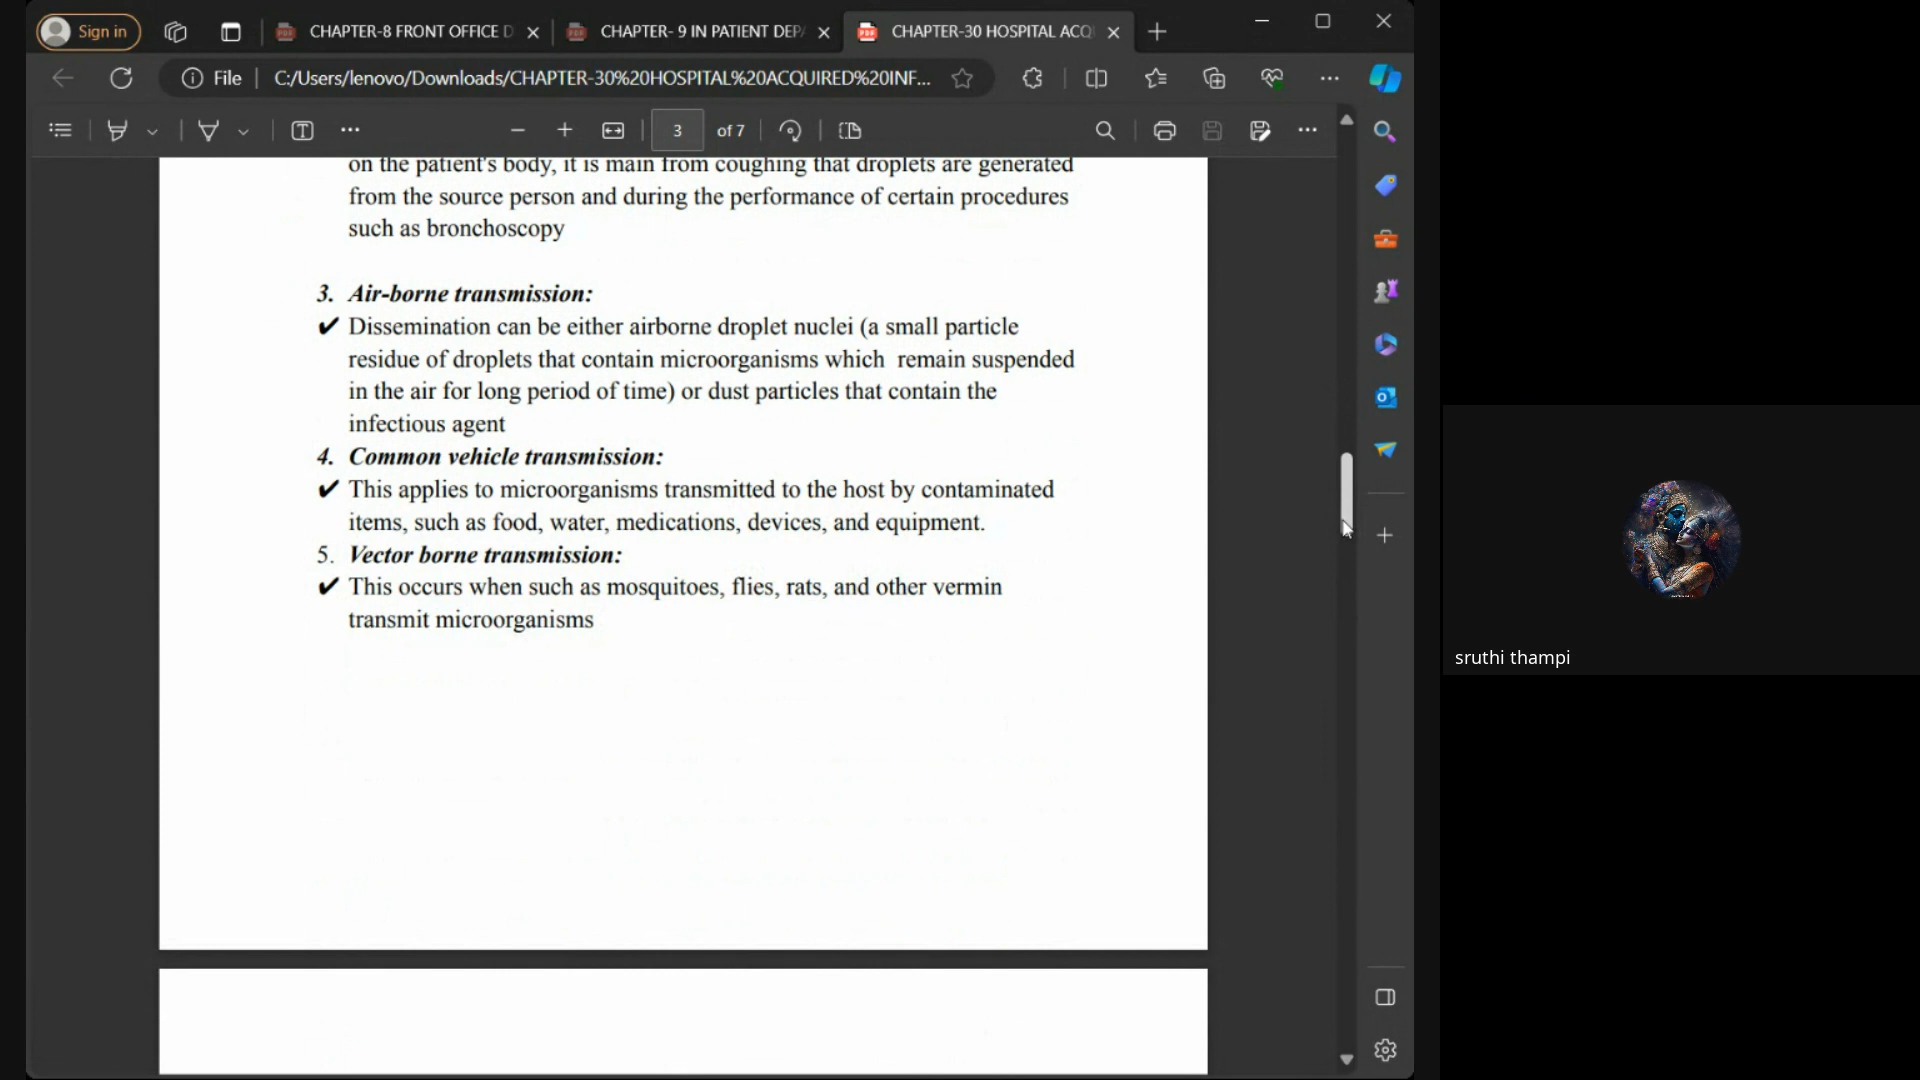 Sign in
CHAPTER-8 FRONT OFFICE D
CHAPTER- 9 IN PATIENT DEP
CHAPTER-30 HOSPITAL ACQ
File
C:/Users/lenovo/Downloads/CHAPTER-30%20HOSPITAL%20ACQUIRED%20INF...
3 of 7
on the patient's body, it is main from coughing that droplets are generated
from the source person and during the performance of certain procedures
such as bronchoscopy
3. Air-borne transmission:
✔ Dissemination can be either airborne droplet nuclei (a small particle
residue of droplets that contain microorganisms which remain suspended
in the air for long period of time) or dust particles that contain the
infectious agent
4. Common vehicle transmission:
✔ This applies to microorganisms transmitted to the host by contaminated
items, such as food, water, medications, devices, and equipment.
5. Vector borne transmission:
✔ This occurs when such as mosquitoes, flies, rats, and other vermin
transmit microorganisms
sruthi thampi